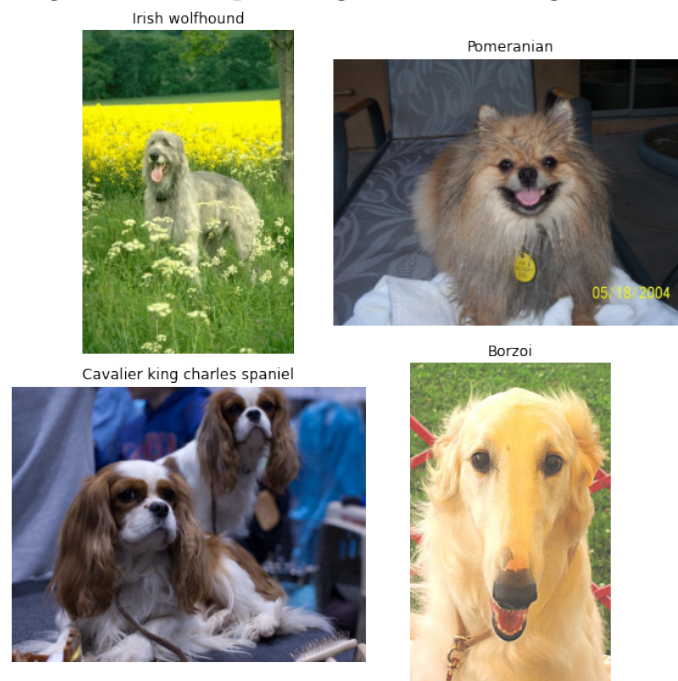 Irish wolfhound
Pomeranian
05/18/2004
Cavalier king charles spaniel
Borzoi